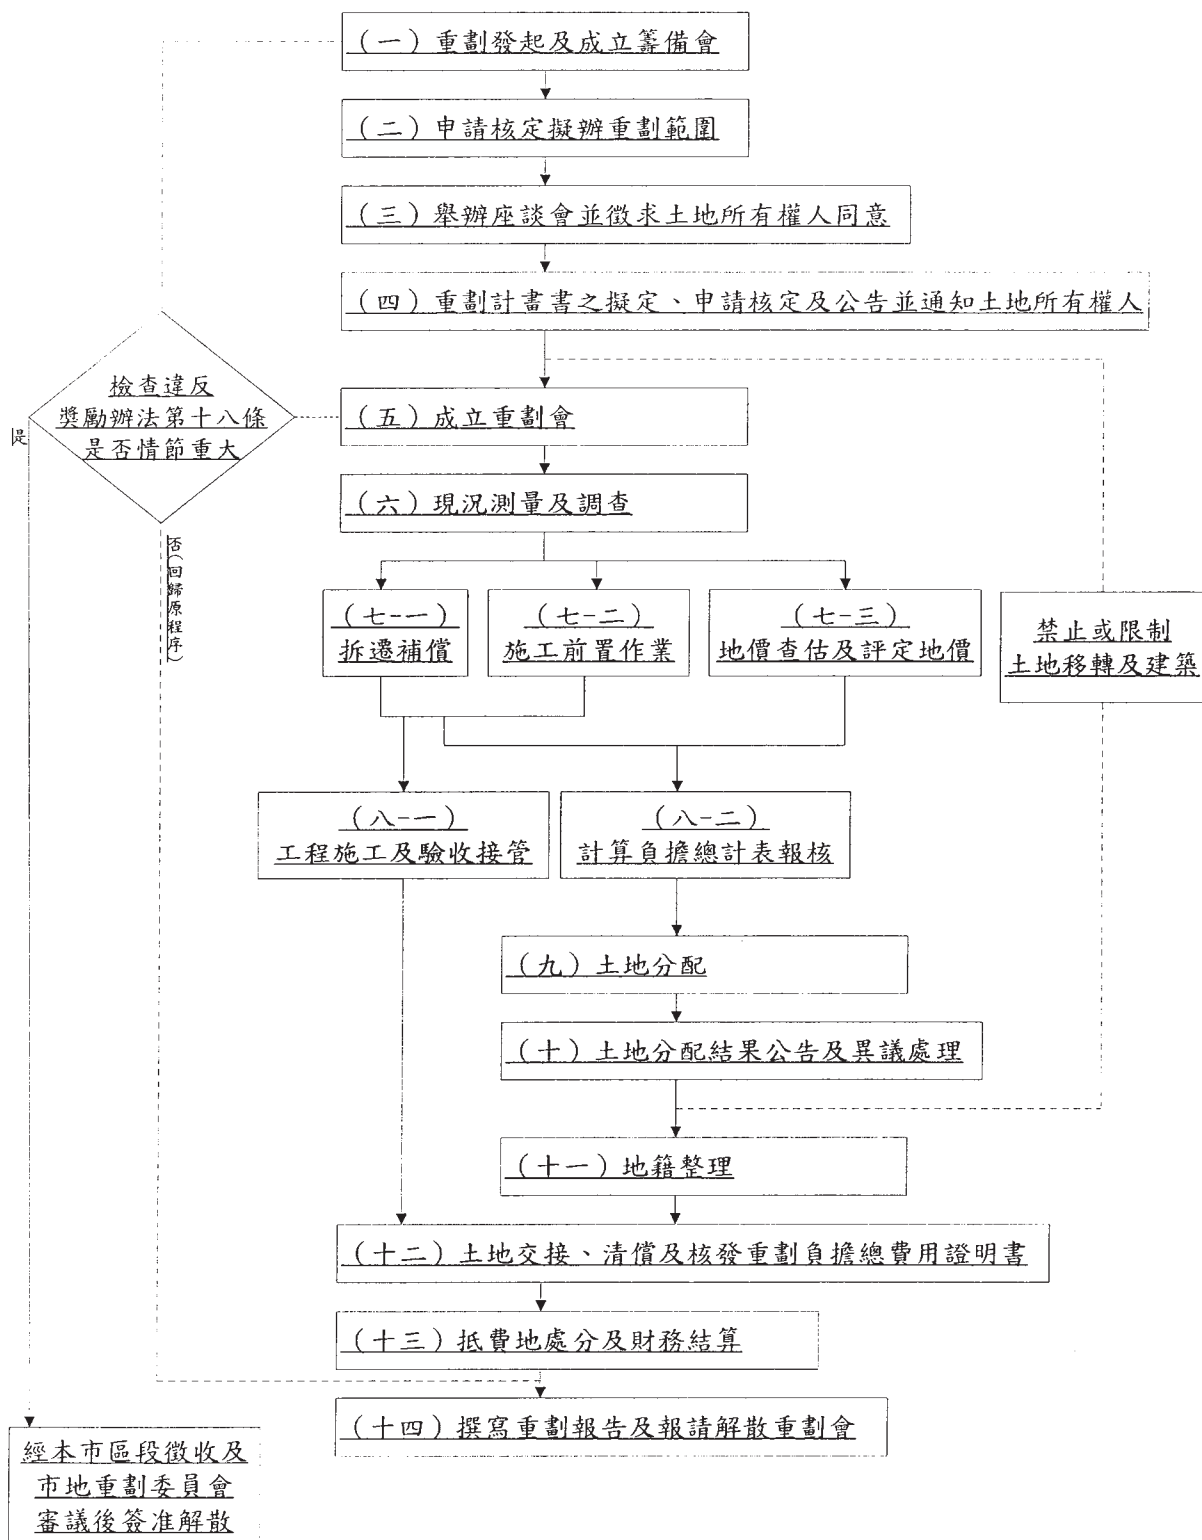 (一)重劃發起及成立籌備會
(二)申請核定擬辦重劃範圍
(三)舉辦座談會並徵求土地所有權人同意
(四)重劃計畫書之擬定、申請核定及公告並通知土地所有權人
檢查違反
獎勵辦法第十八條
是否情節重大
是
否(回歸原程序)
(五)成立重劃會
(六)現況測量及調查
(七-一)
拆遷補償
(七-二)
施工前置作業
(七-三)
地價查估及評定地價
禁止或限制
土地移轉及建築
(八-一)
工程施工及驗收接管
(八-二)
計算負擔總計表報核
(九)土地分配
(十)土地分配結果公告及異議處理
(十一)地籍整理
(十二)土地交接、清償及核發重劃負擔總費用證明書
(十三)抵費地處分及財務結算
(十四)撰寫重劃報告及報請解散重劃會
經本市區段徵收及
市地重劃委員會
審議後簽准解散